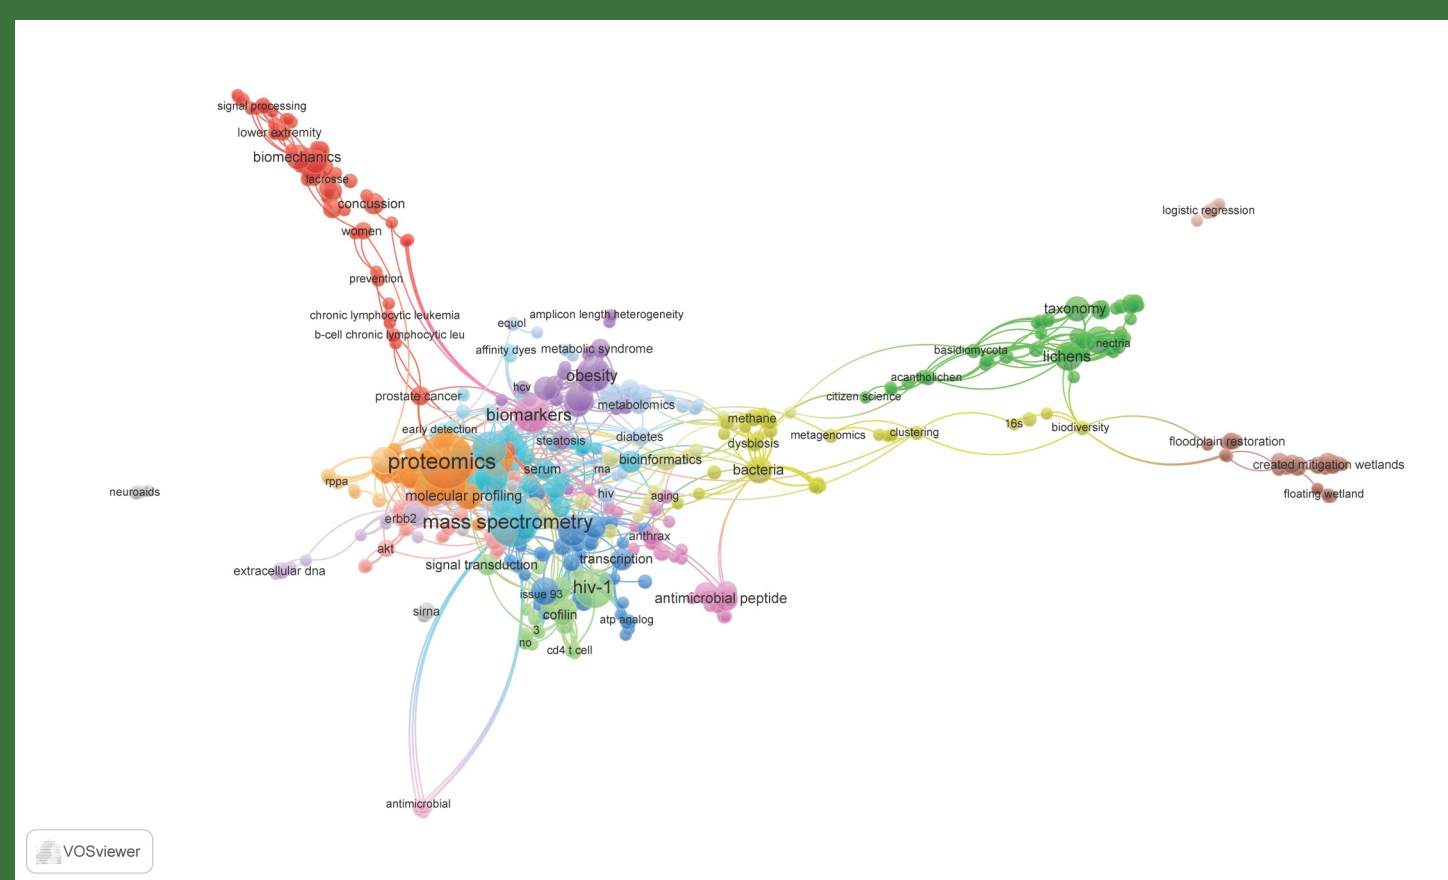 signal processing
lower extremity
biomechanics
lacrosse
concussion
women
prevention
chronic lymphocytic leukemia
b-cell chronic lymphocytic leu
prostate cancer
early detection
equol
amplicon length heterogeneity
affinity dyes
metabolic syndrome
obesity
hcv
biomarkers
metabolomics
steatosis
diabetes
proteomics
serum
rna
bioinformatics
rppa
molecular profiling
hiv
aging
erbb2
mass spectrometry
anthrax
akt
signal transduction
transcription
extracellular dna
issue 93
hiv-1
antimicrobial peptide
sirna
cofilin
atp analog
3
no
cd4 t cell
neuroaids
antimicrobial
methane
dysbiosis
bacteria
metagenomics
clustering
citizen science
acantholichen
basidiomycota
taxonomy
lichens
nectria
16s
biodiversity
logistic regression
floodplain restoration
created mitigation wetlands
floating wetland
VOSviewer